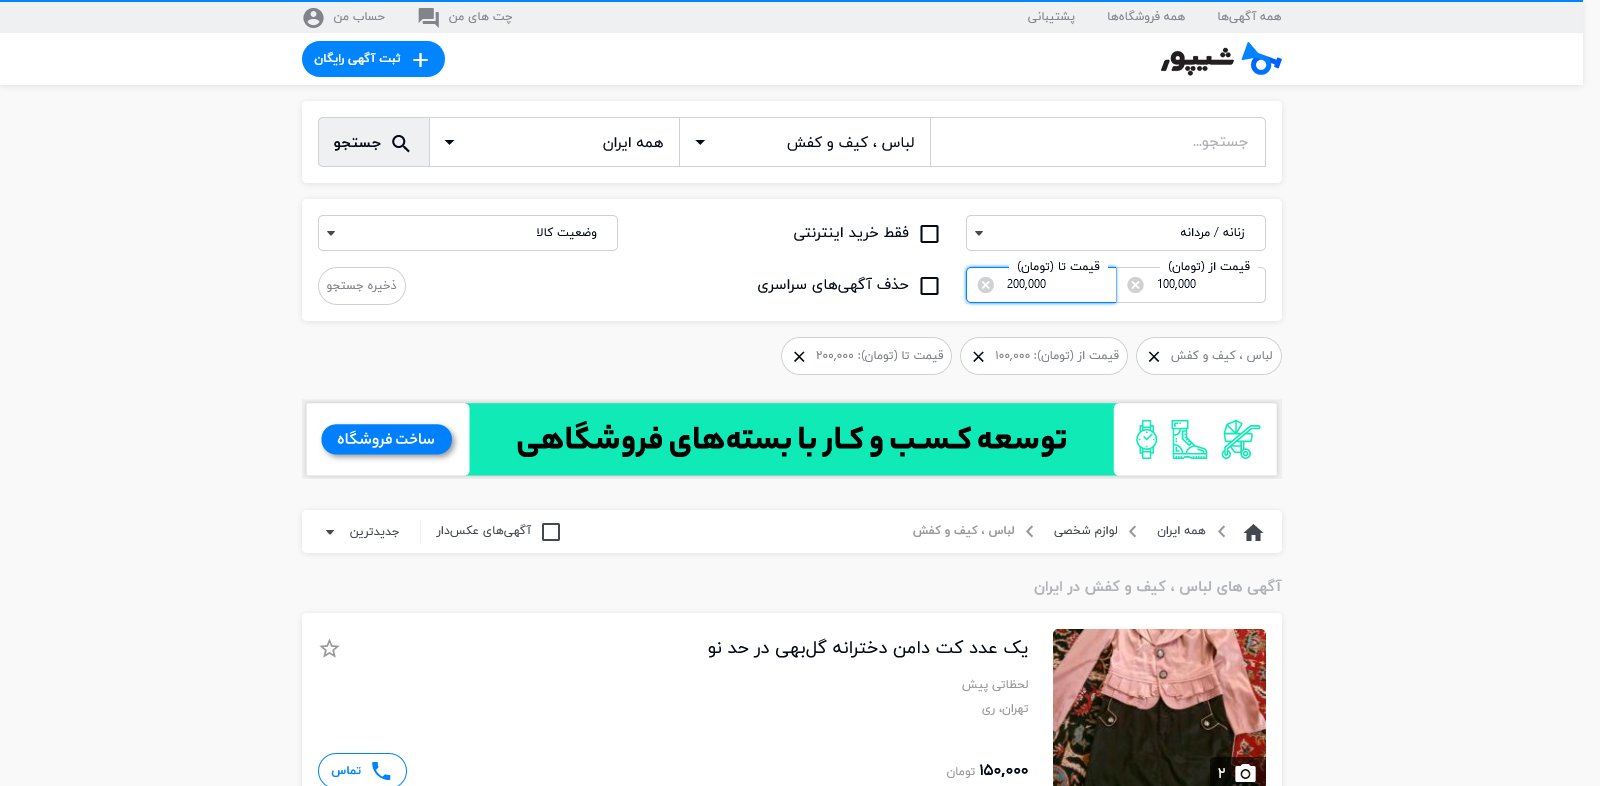 همه آگهی‌ها همه فروشگاه‌ها پشتیبانی چت های من حساب من
شیپور ثبت آگهی رایگان
جستجو... لباس ، کیف و کفش همه ایران جستجو
زنانه / مردانه فقط خرید اینترنتی وضعیت کالا
قیمت از (تومان) قیمت تا (تومان)
100,000 200,000 حذف آگهی‌های سراسری ذخیره جستجو
لباس ، کیف و کفش قیمت از (تومان): ۱۰۰,۰۰۰ قیمت تا (تومان): ۲۰۰,۰۰۰
توسعه کسب و کار با بسته‌های فروشگاهی ساخت فروشگاه
همه ایران لوازم شخصی لباس ، کیف و کفش آگهی‌های عکس‌دار جدیدترین
آگهی های لباس ، کیف و کفش در ایران
یک عدد کت دامن دخترانه گل‌بهی در حد نو
لحظاتی پیش
تهران، ری
۱۵۰,۰۰۰ تومان تماس
۲